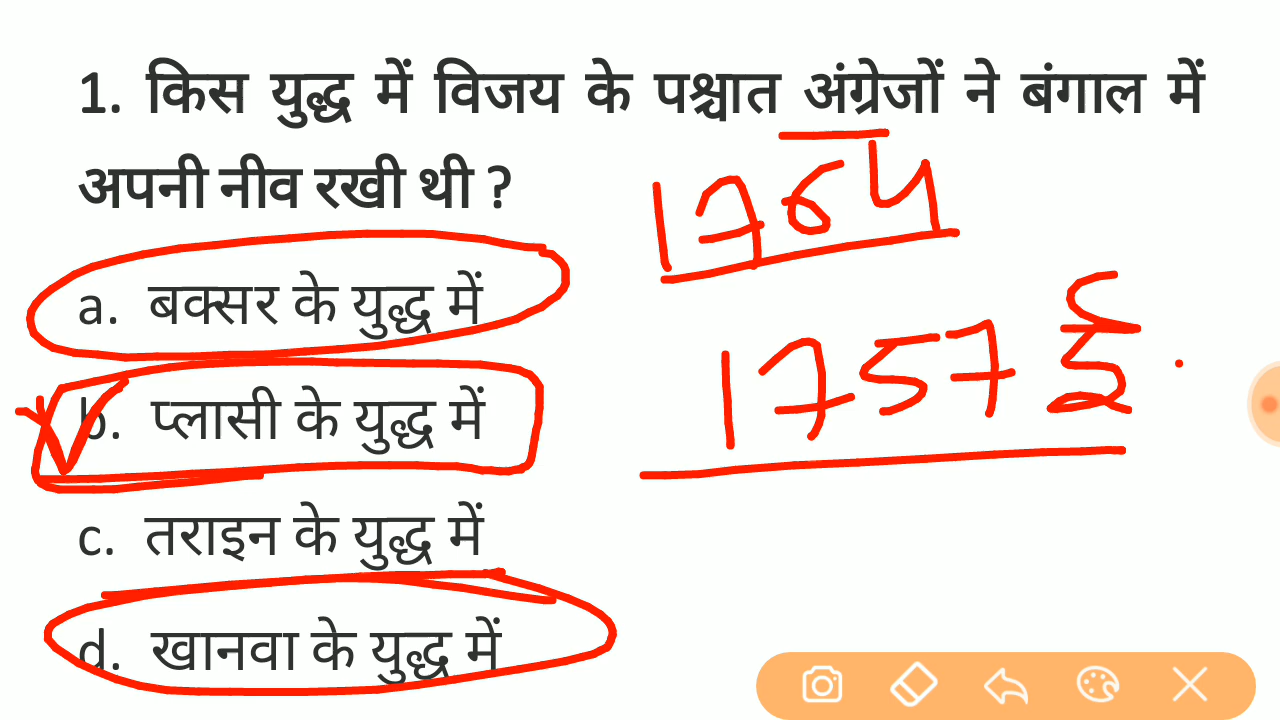 1. किस युद्ध में विजय के पश्चात अंग्रेजों ने बंगाल में
अपनी नीव रखी थी ?
1764
a. बक्सर के युद्ध में
1757 ई
b. प्लासी के युद्ध में
c. तराइन के युद्ध में
d. खानवा के युद्ध में